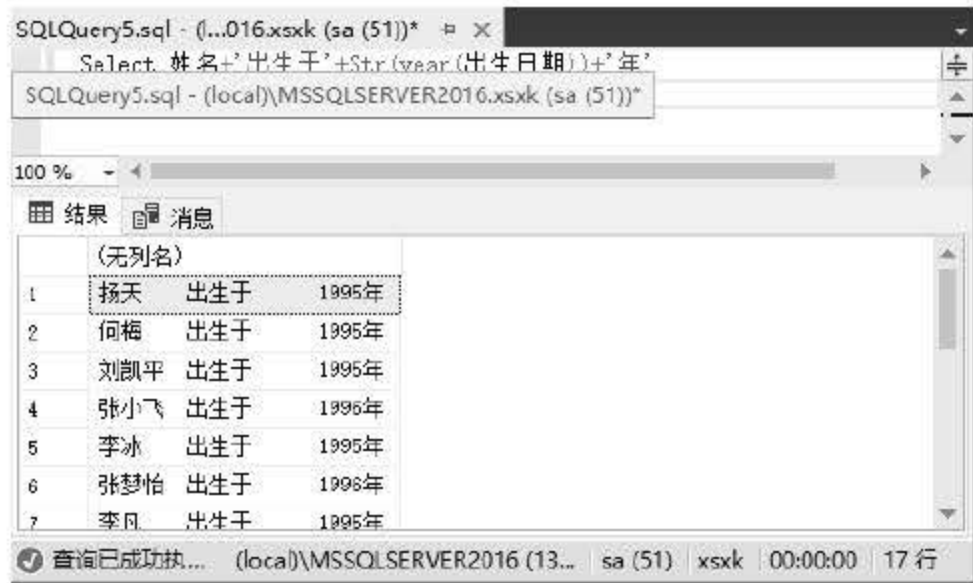 SQLQuery5.sql - (l...016.xsxk (sa (51))*
Select 姓名+'出生于'+Str(year(出生日期))+'年'
SQLQuery5.sql - (local)\MSSQLSERVER2016.xsxk (sa (51))*
100 %
结果 消息
(无列名)
1 扬天 出生于 1995年
2 何梅 出生于 1995年
3 刘凯平 出生于 1995年
4 张小飞 出生于 1996年
5 李冰 出生于 1995年
6 张梦怡 出生于 1996年
7 李凡 出生于 1995年
查询已成功执... (local)\MSSQLSERVER2016 (13... sa (51) xsxk 00:00:00 17 行